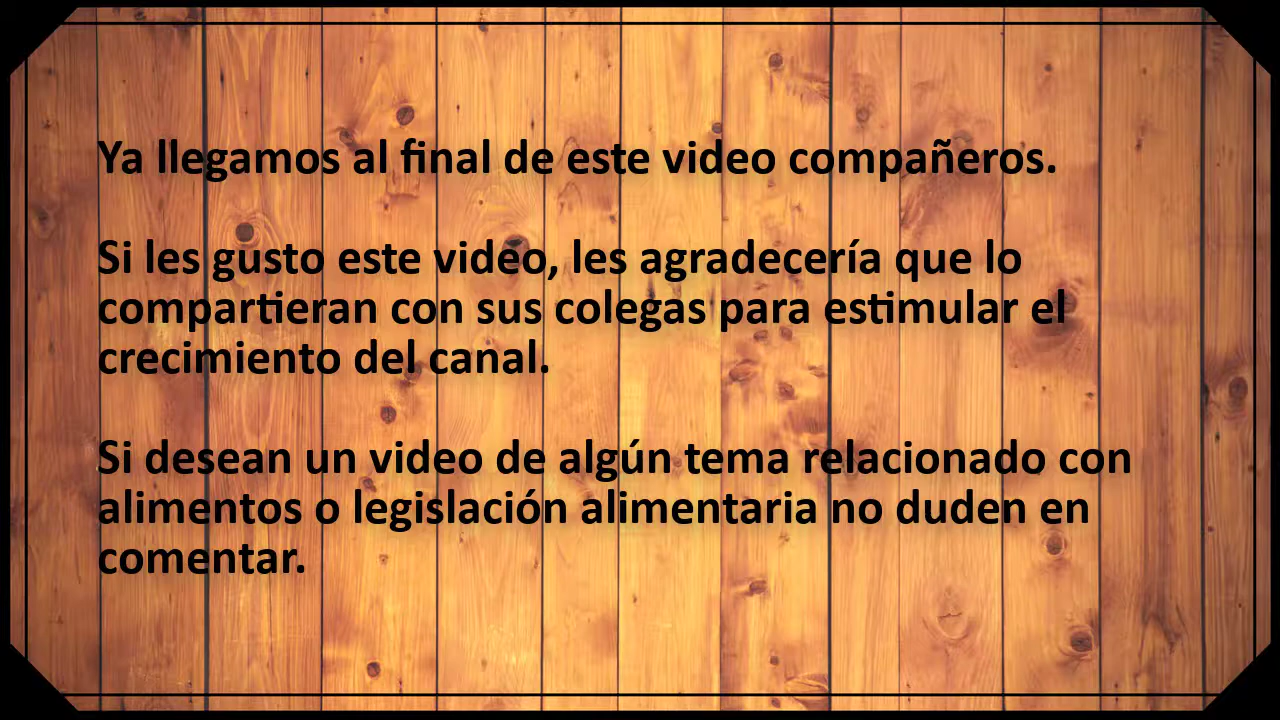 Ya llegamos al final de este video compañeros.
Si les gusto este video, les agradecería que lo
compartieran con sus colegas para estimular el
crecimiento del canal.
Si desean un video de algún tema relacionado con
alimentos o legislación alimentaria no duden en
comentar.